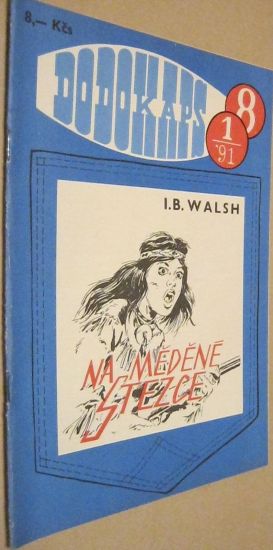 8,— Kčs
DODOKAPS
8
1
'91
I.B. WALSH
NA MĚDĚNÉ
STEZCE